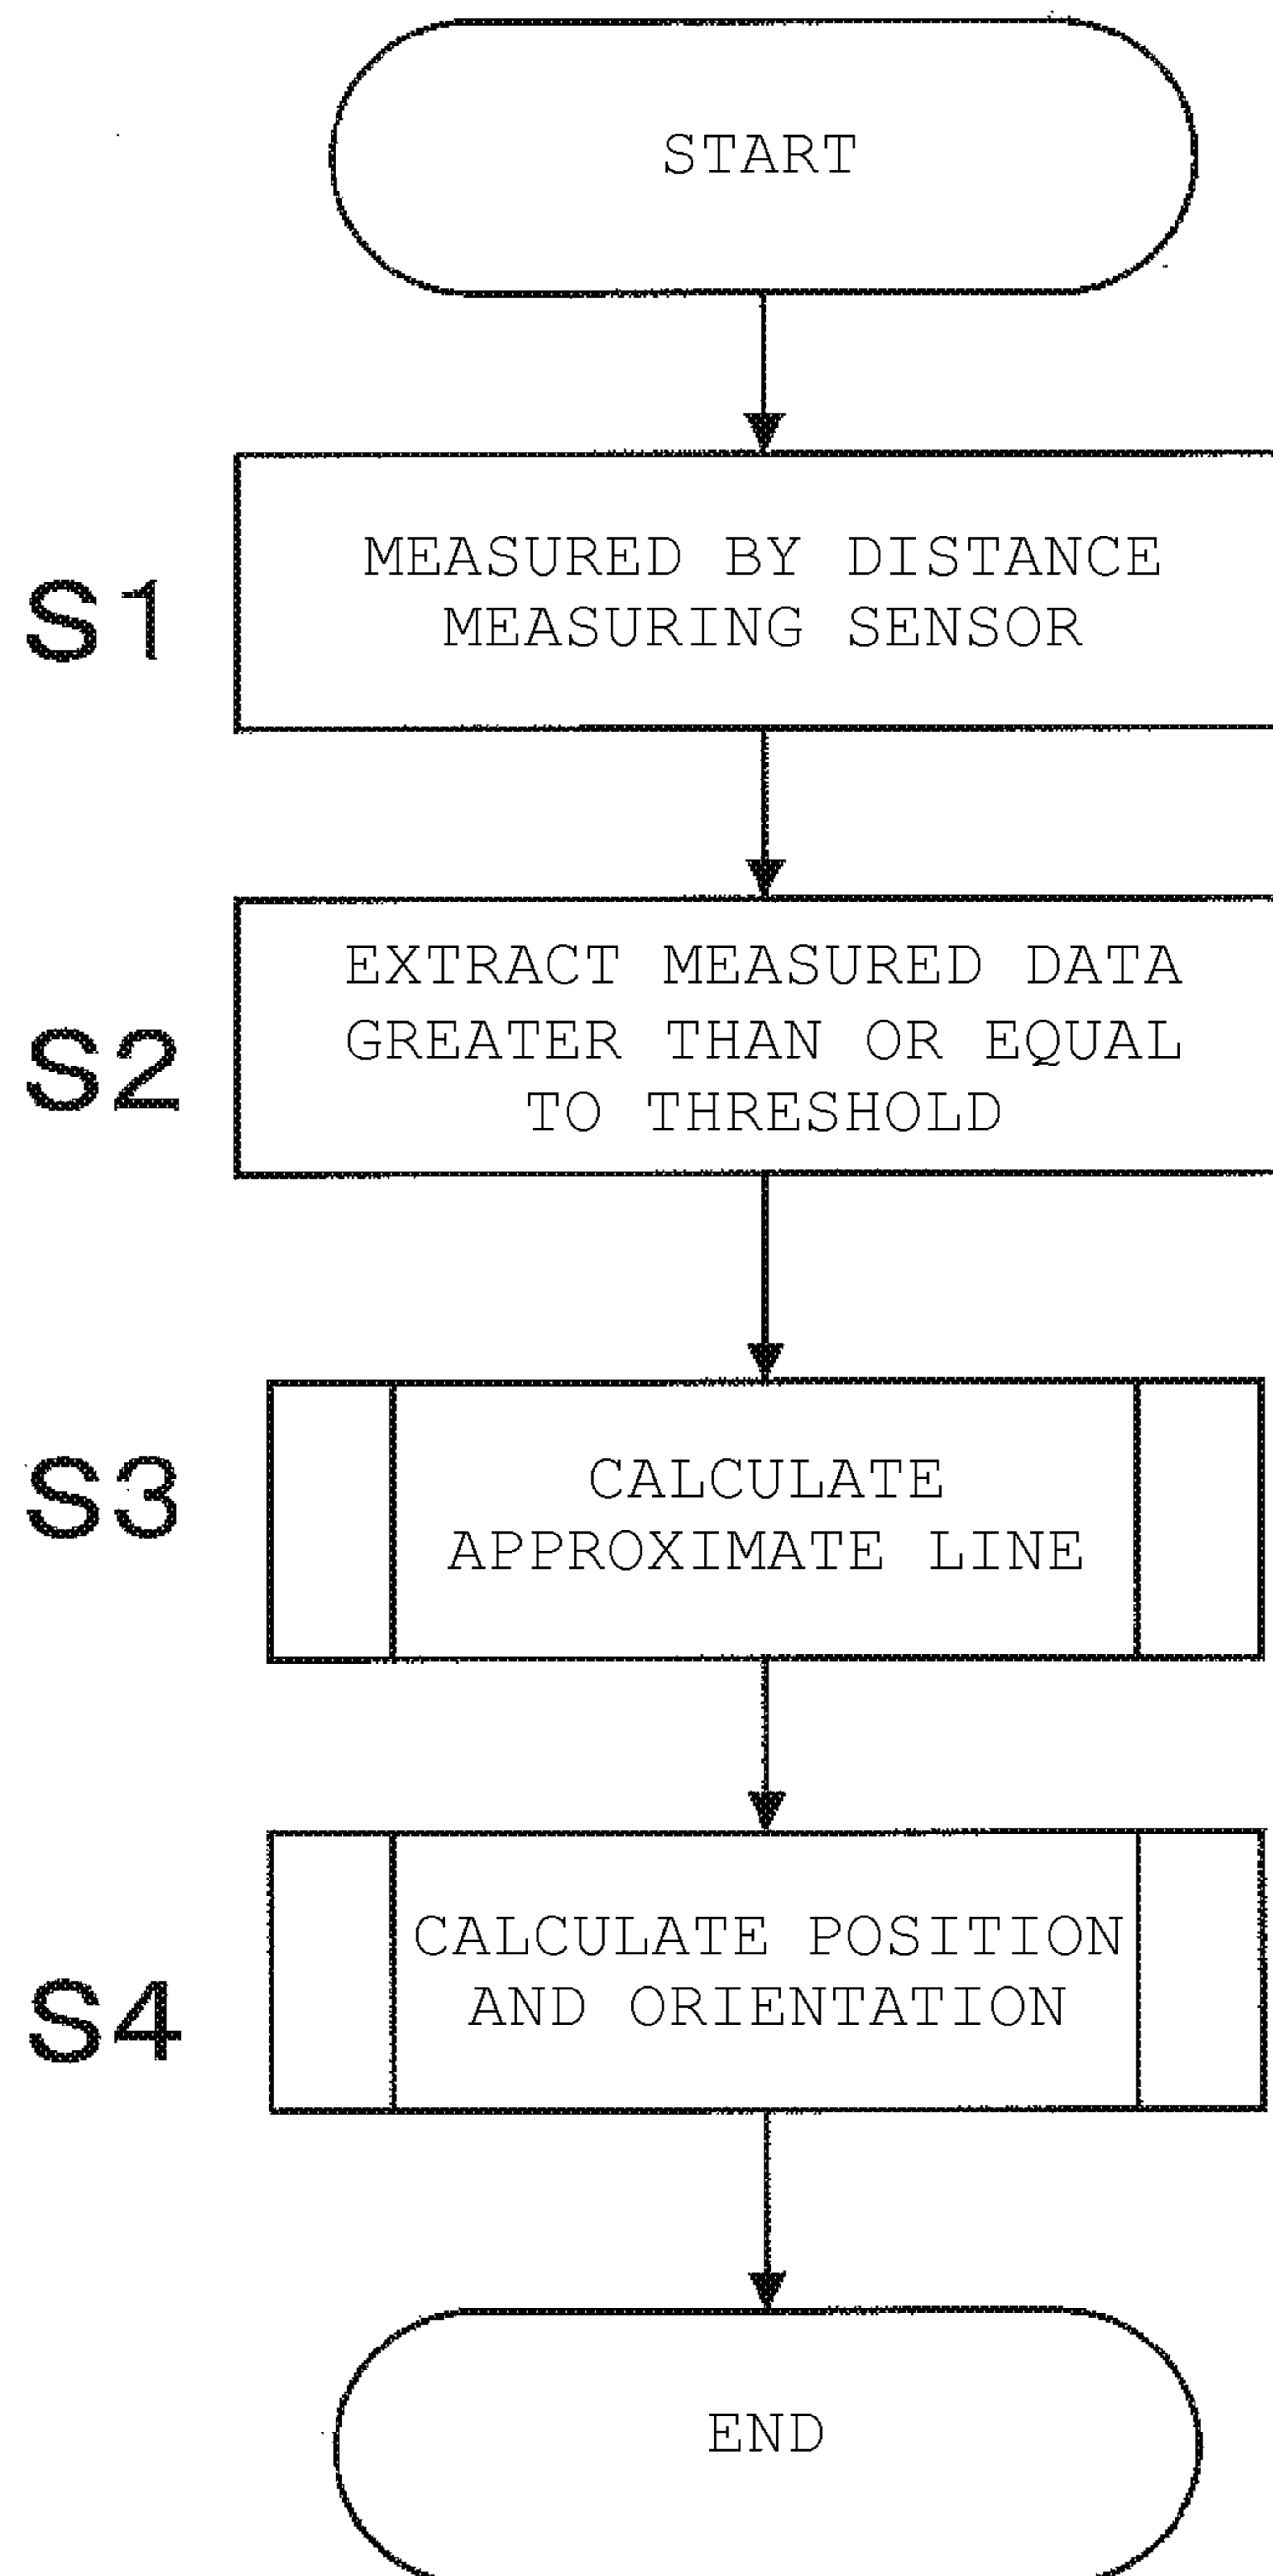 START
S1
MEASURED BY DISTANCE
MEASURING SENSOR
S2
EXTRACT MEASURED DATA
GREATER THAN OR EQUAL
TO THRESHOLD
S3
CALCULATE
APPROXIMATE LINE
S4
CALCULATE POSITION
AND ORIENTATION
END